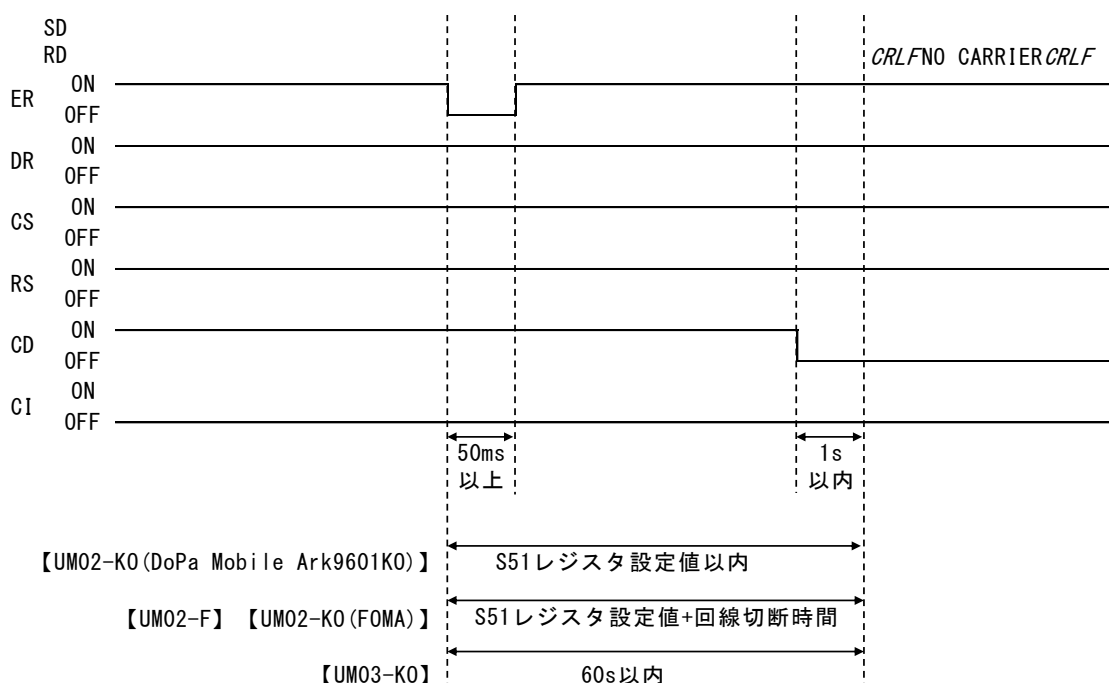 SD
RD
CRLFNO CARRIERCRLF
ER
ON
OFF
DR
ON
OFF
CS
ON
OFF
RS
ON
OFF
CD
ON
OFF
CI
ON
OFF
50ms
以上
1s
以内
【UM02-KO(DoPa Mobile Ark9601KO)】 S51レジスタ設定値以内
【UM02-F】【UM02-KO(FOMA)】 S51レジスタ設定値+回線切断時間
【UM03-KO】 60s以内